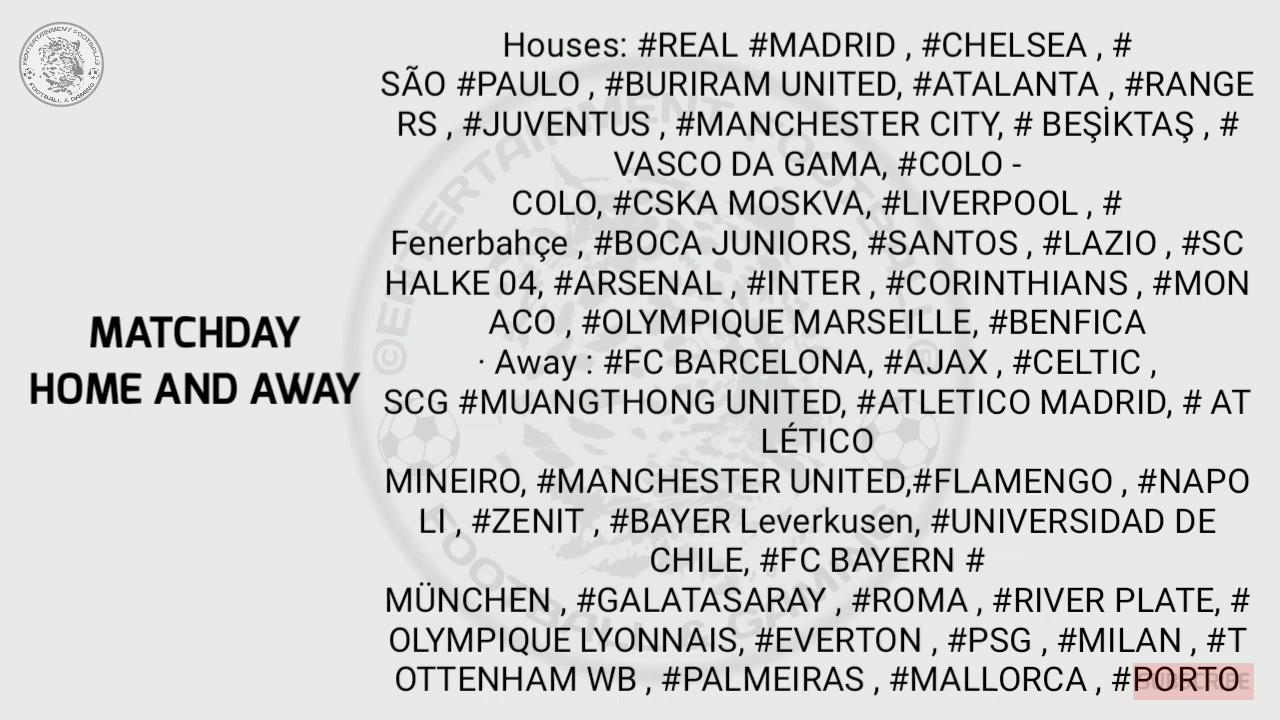 MATCHDAY
HOME AND AWAY
Houses: #REAL #MADRID , #CHELSEA , #
SÃO #PAULO , #BURIRAM UNITED, #ATALANTA , #RANGE
RS , #JUVENTUS , #MANCHESTER CITY, # BEŞİKTAŞ , #
VASCO DA GAMA, #COLO -
COLO, #CSKA MOSKVA, #LIVERPOOL , #
Fenerbahçe , #BOCA JUNIORS, #SANTOS , #LAZIO , #SC
HALKE 04, #ARSENAL , #INTER , #CORINTHIANS , #MON
ACO , #OLYMPIQUE MARSEILLE, #BENFICA
· Away : #FC BARCELONA, #AJAX , #CELTIC ,
SCG #MUANGTHONG UNITED, #ATLETICO MADRID, # AT
LÉTICO
MINEIRO, #MANCHESTER UNITED,#FLAMENGO , #NAPO
LI , #ZENIT , #BAYER Leverkusen, #UNIVERSIDAD DE
CHILE, #FC BAYERN #
MÜNCHEN , #GALATASARAY , #ROMA , #RIVER PLATE, #
OLYMPIQUE LYONNAIS, #EVERTON , #PSG , #MILAN , #T
OTTENHAM WB , #PALMEIRAS , #MALLORCA , #PORTO
SUBSCRIBE